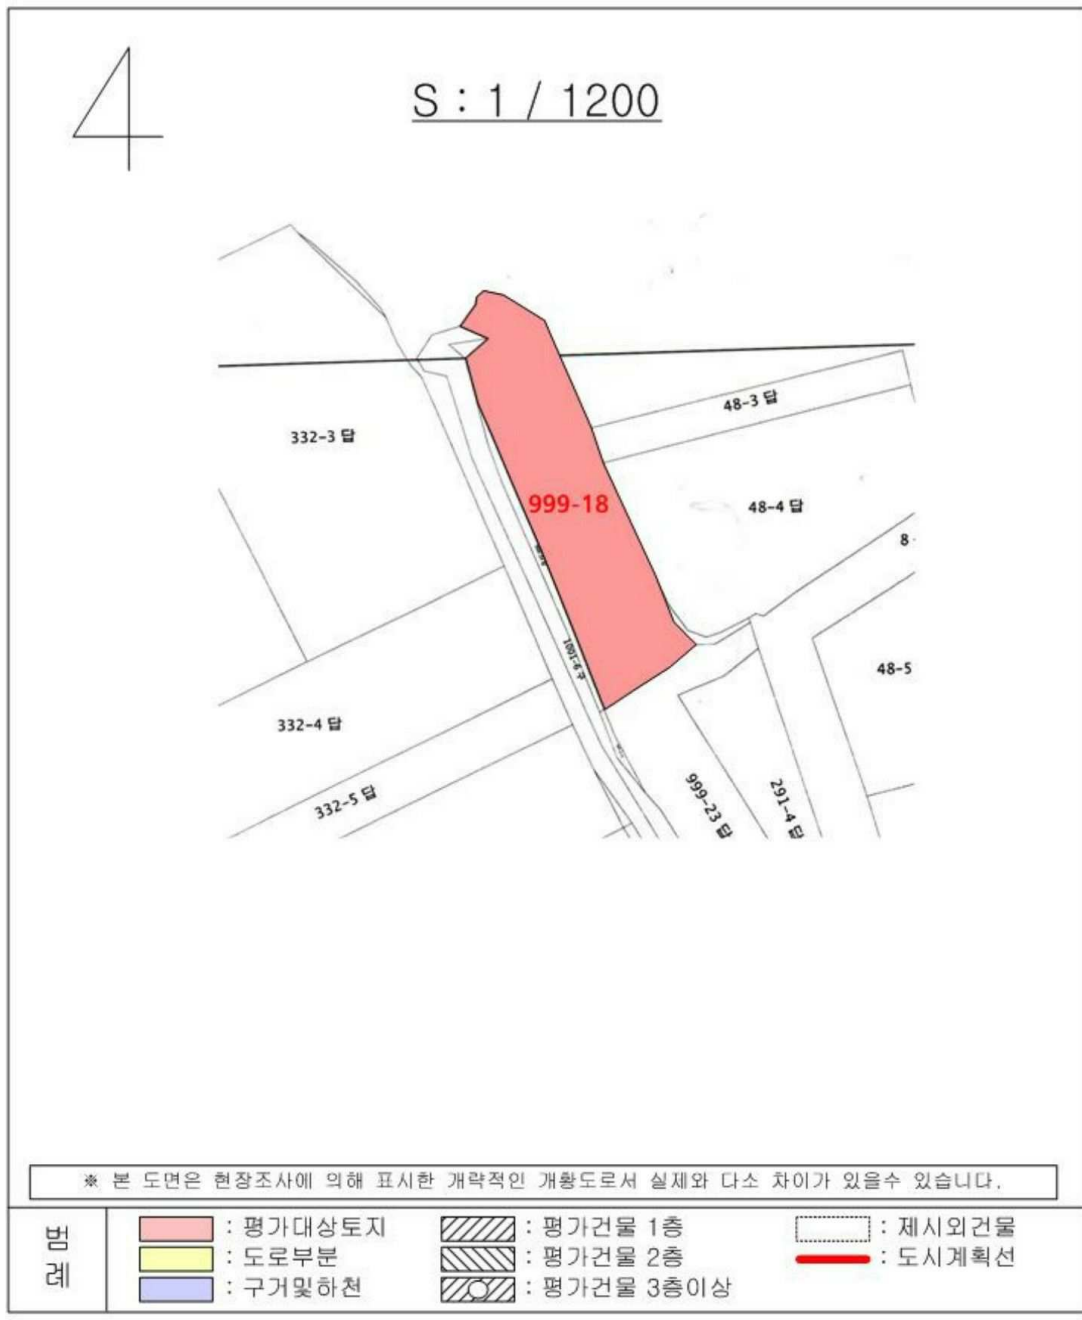 S : 1 / 1200
48-3 답
332-3 답
999-18
48-4 답
8
1001-9 구
48-5
332-4 답
332-5 답
999-23 답
291-4 답
※ 본 도면은 현장조사에 의해 표시한 개략적인 개황도로서 실제와 다소 차이가 있을수 있습니다.
범례
: 평가대상토지
: 평가건물 1층
: 제시외건물
: 도로부분
: 평가건물 2층
: 도시계획선
: 구거및하천
: 평가건물 3층이상